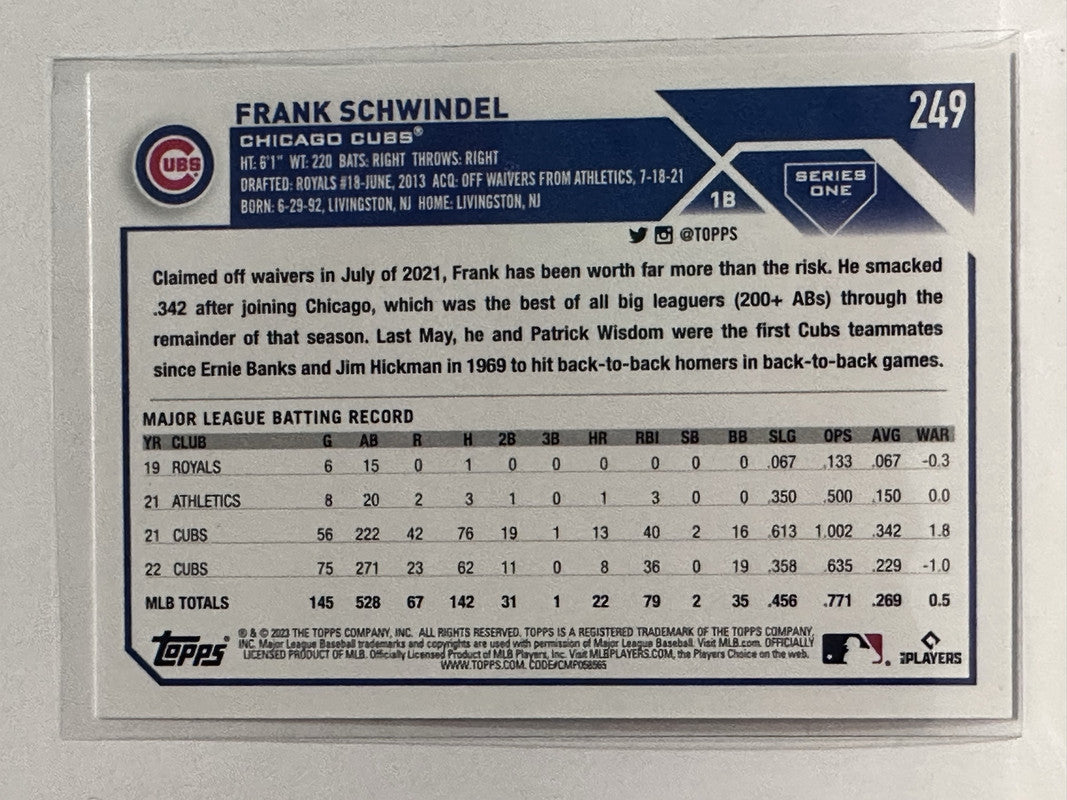 FRANK SCHWINDEL
249
CHICAGO CUBS®
CUBS
HT: 6'1" WT: 220 BATS: RIGHT THROWS: RIGHT
DRAFTED: ROYALS #18-JUNE, 2013 ACQ: OFF WAIVERS FROM ATHLETICS, 7-18-21
BORN: 6-29-92, LIVINGSTON, NJ HOME: LIVINGSTON, NJ
1B
SERIES
ONE
@TOPPS
Claimed off waivers in July of 2021, Frank has been worth far more than the risk. He smacked
.342 after joining Chicago, which was the best of all big leaguers (200+ ABs) through the
remainder of that season. Last May, he and Patrick Wisdom were the first Cubs teammates
since Ernie Banks and Jim Hickman in 1969 to hit back-to-back homers in back-to-back games.
MAJOR LEAGUE BATTING RECORD
YR CLUB G AB R H 2B 3B HR RBI SB BB SLG OPS AVG WAR
19 ROYALS 6 15 0 1 0 0 0 0 0 0 .067 .133 .067 -0.3
21 ATHLETICS 8 20 2 3 1 0 1 3 0 0 .350 .500 .150 0.0
21 CUBS 56 222 42 76 19 1 13 40 2 16 .613 1.002 .342 1.8
22 CUBS 75 271 23 62 11 0 8 36 0 19 .358 .635 .229 -1.0
MLB TOTALS 145 528 67 142 31 1 22 79 2 35 .456 .771 .269 0.5
Topps
® & © 2023 THE TOPPS COMPANY, INC. ALL RIGHTS RESERVED. TOPPS IS A REGISTERED TRADEMARK OF THE TOPPS COMPANY,
INC. Major League Baseball trademarks and copyrights are used with permission of Major League Baseball. Visit MLB.com. OFFICIALLY
LICENSED PRODUCT OF MLB. Officially Licensed Product of MLB Players, Inc. Visit MLBPLAYERS.COM, the Players Choice on the web.
WWW.TOPPS.COM. CODE#CMP058565
PLAYERS